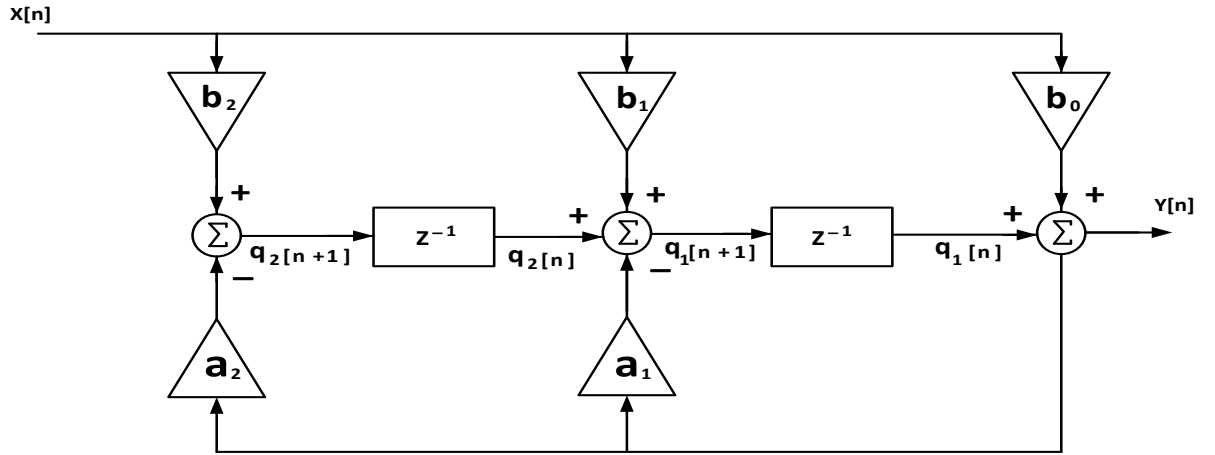 X[n]
b₂
b₁
b₀
+
+
+
Y[n]
Σ
z⁻¹
+
Σ
z⁻¹
+
Σ
q₂[n +1]
q₂[n]
q₁[n +1]
q₁ [n]
−
−
a₂
a₁